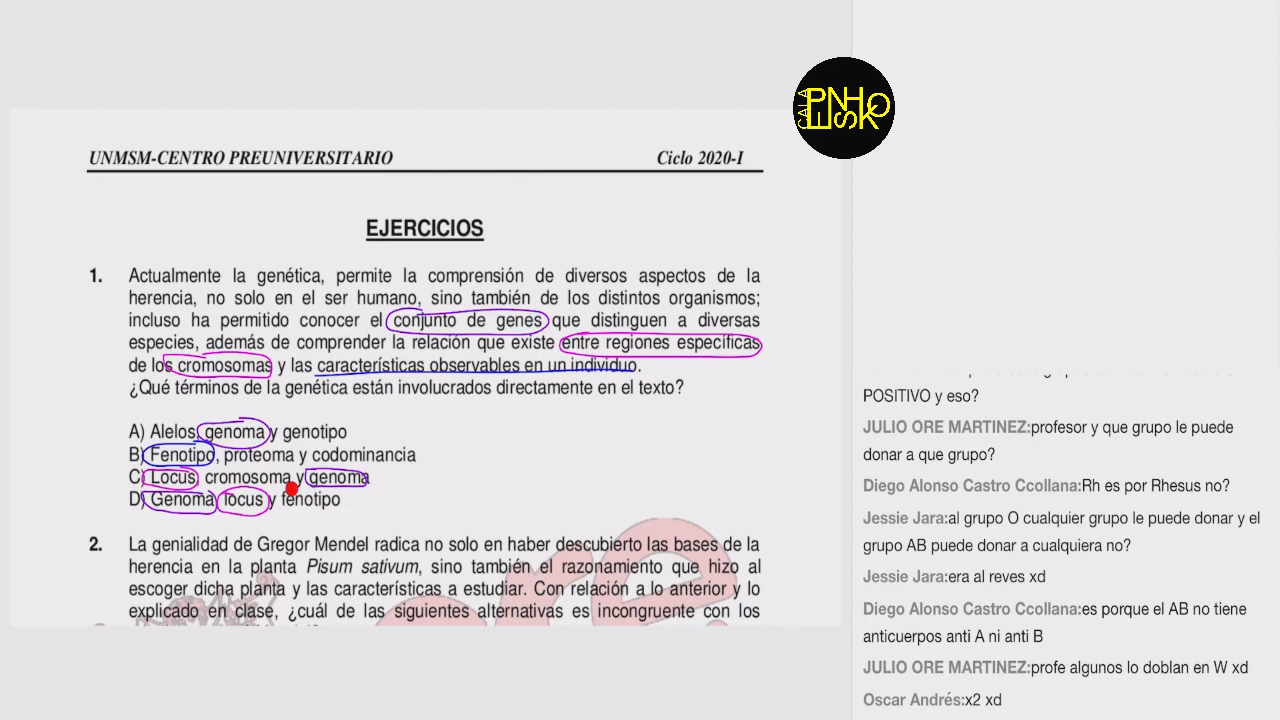 CALA
PENHO
ESK
UNMSM-CENTRO PREUNIVERSITARIO Ciclo 2020-I
EJERCICIOS
1. Actualmente la genética, permite la comprensión de diversos aspectos de la
herencia, no solo en el ser humano, sino también de los distintos organismos;
incluso ha permitido conocer el conjunto de genes que distinguen a diversas
especies, además de comprender la relación que existe entre regiones específicas
de los cromosomas y las características observables en un individuo.
¿Qué términos de la genética están involucrados directamente en el texto?
A) Alelos, genoma y genotipo
B) Fenotipo, proteoma y codominancia
C) Locus, cromosoma y genoma
D) Genoma, locus y fenotipo
2. La genialidad de Gregor Mendel radica no solo en haber descubierto las bases de la
herencia en la planta Pisum sativum, sino también el razonamiento que hizo al
escoger dicha planta y las características a estudiar. Con relación a lo anterior y lo
explicado en clase, ¿cuál de las siguientes alternativas es incongruente con los
POSITIVO y eso?
JULIO ORE MARTINEZ:profesor y que grupo le puede
donar a que grupo?
Diego Alonso Castro Ccollana:Rh es por Rhesus no?
Jessie Jara:al grupo O cualquier grupo le puede donar y el
grupo AB puede donar a cualquiera no?
Jessie Jara:era al reves xd
Diego Alonso Castro Ccollana:es porque el AB no tiene
anticuerpos anti A ni anti B
JULIO ORE MARTINEZ:profe algunos lo doblan en W xd
Oscar Andrés:x2 xd